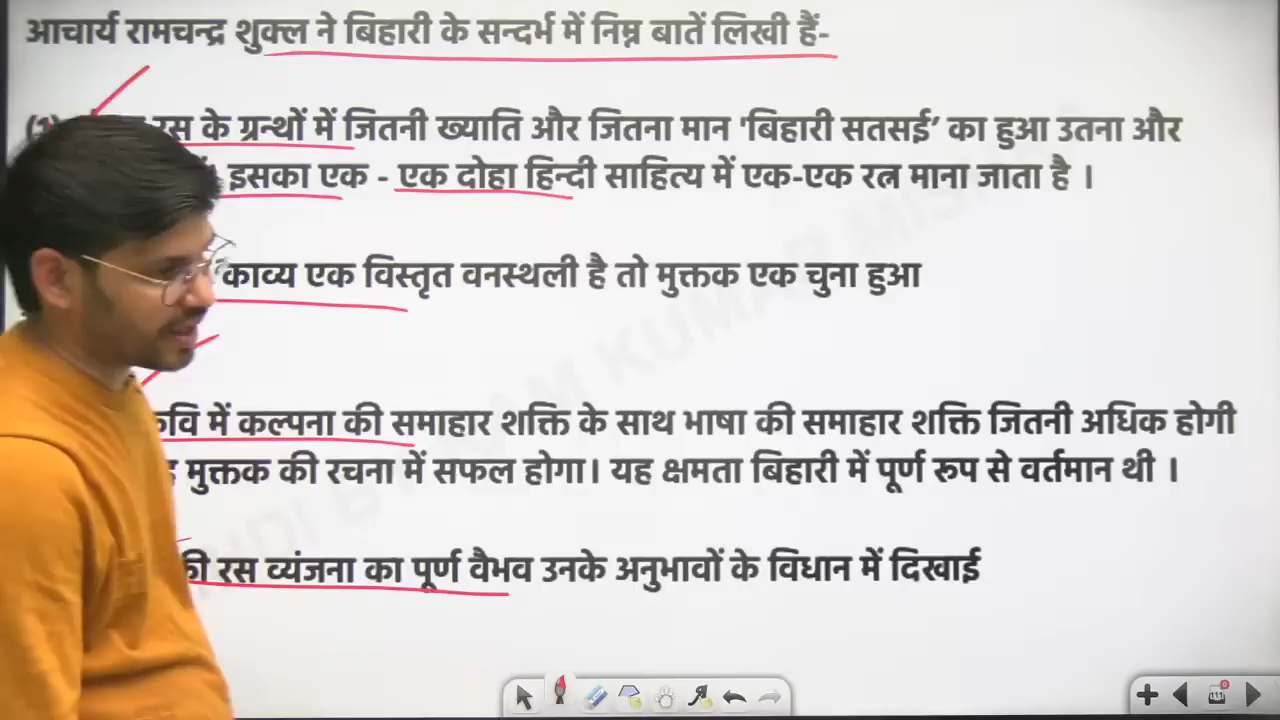 आचार्य रामचन्द्र शुक्ल ने बिहारी के सन्दर्भ में निम्न बातें लिखी हैं-
रस के ग्रन्थों में जितनी ख्याति और जितना मान 'बिहारी सतसई' का हुआ उतना और
इसका एक - एक दोहा हिन्दी साहित्य में एक-एक रत्न माना जाता है ।
काव्य एक विस्तृत वनस्थली है तो मुक्तक एक चुना हुआ
कवि में कल्पना की समाहार शक्ति के साथ भाषा की समाहार शक्ति जितनी अधिक होगी
मुक्तक की रचना में सफल होगा। यह क्षमता बिहारी में पूर्ण रूप से वर्तमान थी ।
की रस व्यंजना का पूर्ण वैभव उनके अनुभावों के विधान में दिखाई